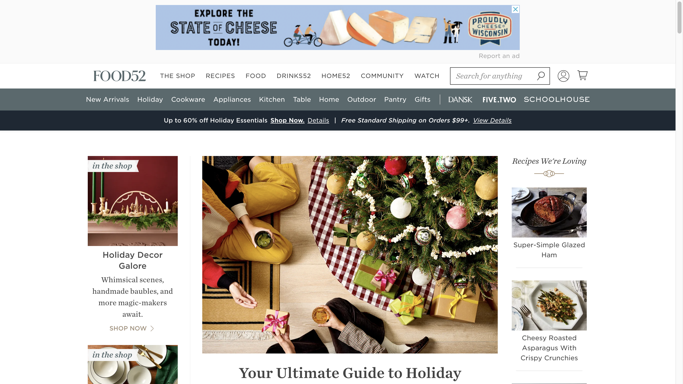 EXPLORE THE
STATE OF CHEESE
TODAY!
PROUDLY
WISCONSIN
CHEESE
Report an ad
FOOD52
THE SHOP RECIPES FOOD DRINKS52 HOME52 COMMUNITY WATCH
Search for anything
New Arrivals Holiday Cookware Appliances Kitchen Table Home Outdoor Pantry Gifts
DANSK FIVE.TWO SCHOOLHOUSE
Up to 60% off Holiday Essentials Shop Now. Details | Free Standard Shipping on Orders $99+. View Details
in the shop
Holiday Decor
Galore
Whimsical scenes,
handmade baubles, and
more magic-makers
await.
SHOP NOW
in the shop
Your Ultimate Guide to Holiday
Recipes We're Loving
Super-Simple Glazed
Ham
Cheesy Roasted
Asparagus With
Crispy Crunchies